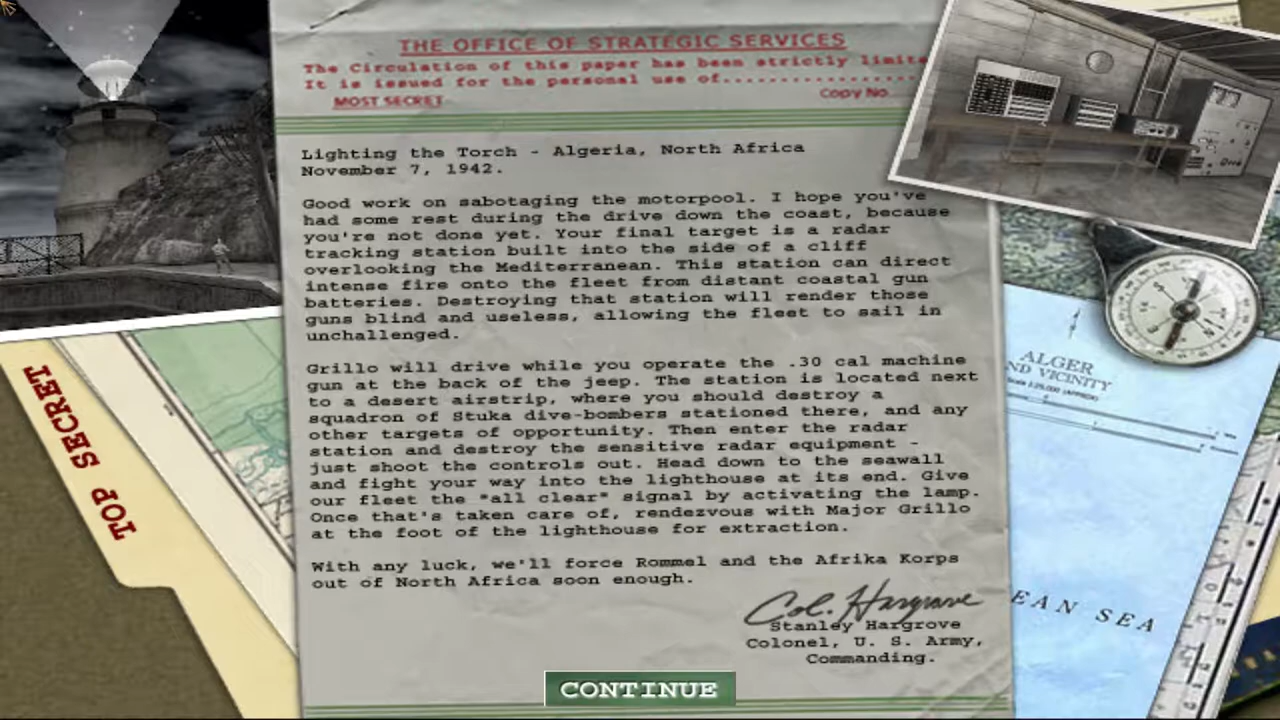 THE OFFICE OF STRATEGIC SERVICES
The Circulation of this paper has been strictly limite
It is issued for the personal use of...................
MOST SECRET
Copy No.
Lighting the Torch - Algeria, North Africa
November 7, 1942.
Good work on sabotaging the motorpool. I hope you've
had some rest during the drive down the coast, because
you're not done yet. Your final target is a radar
tracking station built into the side of a cliff
overlooking the Mediterranean. This station can direct
intense fire onto the fleet from distant coastal gun
batteries. Destroying that station will render those
guns blind and useless, allowing the fleet to sail in
unchallenged.
Grillo will drive while you operate the .30 cal machine
gun at the back of the jeep. The station is located next
to a desert airstrip, where you should destroy a
squadron of Stuka dive-bombers stationed there, and any
other targets of opportunity. Then enter the radar
station and destroy the sensitive radar equipment -
just shoot the controls out. Head down to the seawall
and fight your way into the lighthouse at its end. Give
our fleet the "all clear" signal by activating the lamp.
Once that's taken care of, rendezvous with Major Grillo
at the foot of the lighthouse for extraction.
With any luck, we'll force Rommel and the Afrika Korps
out of North Africa soon enough.
Col. Hargrave
Stanley Hargrove
Colonel, U. S. Army,
Commanding.
CONTINUE
TOP SECRET
ALGER
ND VICINITY
EAN SEA